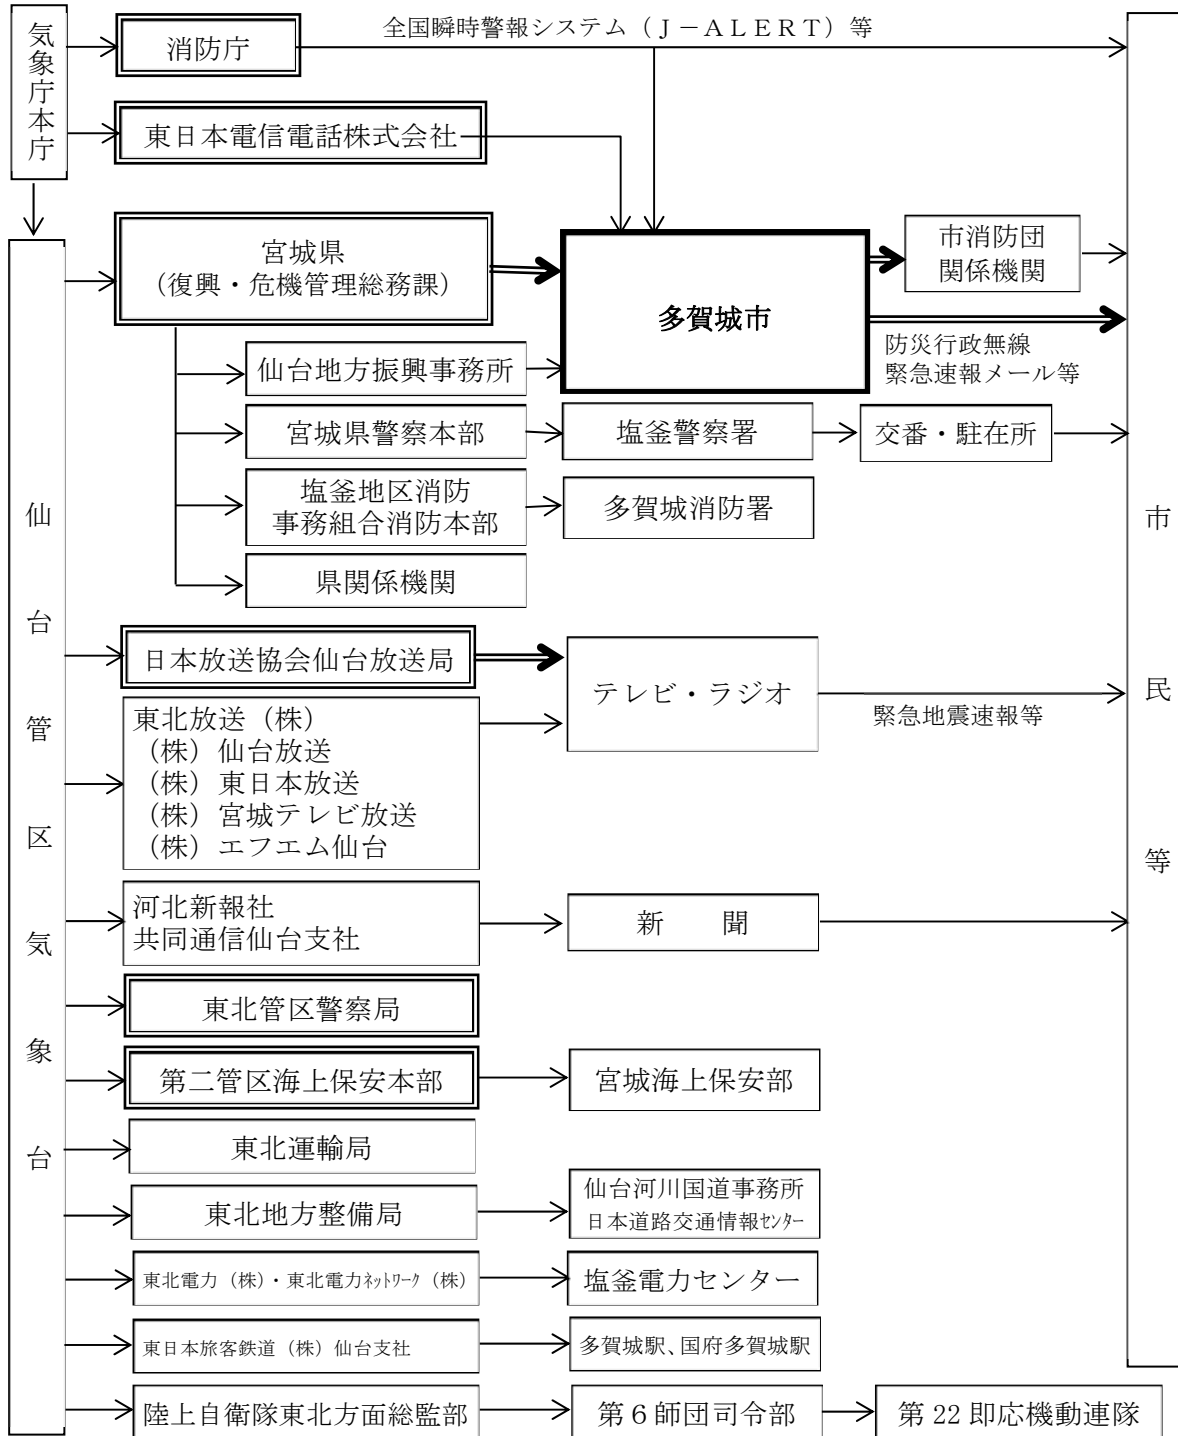 気象庁本庁
消防庁
全国瞬時警報システム（Ｊ－ＡＬＥＲＴ）等
東日本電信電話株式会社
宮城県
（復興・危機管理総務課）
多賀城市
市消防団
関係機関
防災行政無線
緊急速報メール等
仙台地方振興事務所
宮城県警察本部
塩釜警察署
交番・駐在所
塩釜地区消防
事務組合消防本部
多賀城消防署
県関係機関
仙台管区気象台
市民等
日本放送協会仙台放送局
テレビ・ラジオ
緊急地震速報等
東北放送（株）
（株）仙台放送
（株）東日本放送
（株）宮城テレビ放送
（株）エフエム仙台
河北新報社
共同通信仙台支社
新　聞
東北管区警察局
第二管区海上保安本部
宮城海上保安部
東北運輸局
東北地方整備局
仙台河川国道事務所
日本道路交通情報ｾﾝﾀｰ
東北電力（株）・東北電力ﾈｯﾄﾜｰｸ（株）
塩釜電力センター
東日本旅客鉄道（株）仙台支社
多賀城駅、国府多賀城駅
陸上自衛隊東北方面総監部
第６師団司令部
第 22 即応機動連隊